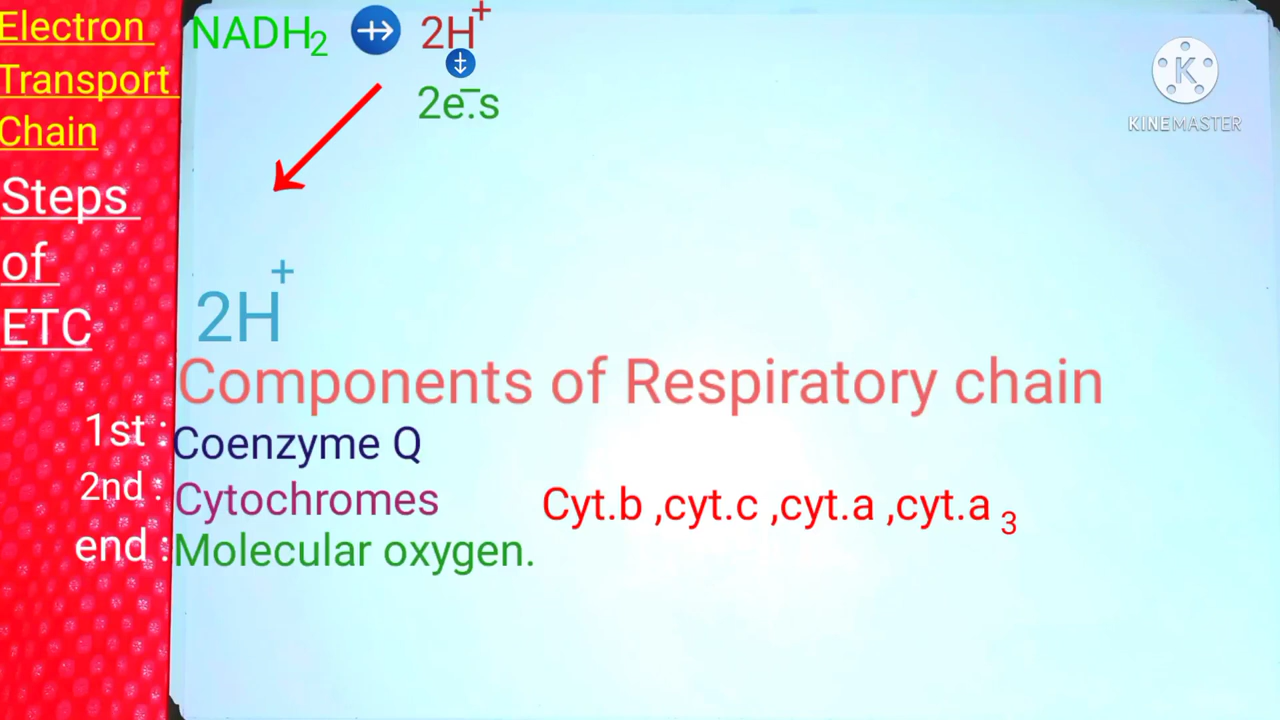 Electron
Transport
Chain
Steps
of
ETC
NADH2 2H+
2e.-s
2H+
Components of Respiratory chain
1st : Coenzyme Q
2nd : Cytochromes Cyt.b ,cyt.c ,cyt.a ,cyt.a 3
end : Molecular oxygen.
K
KINEMASTER